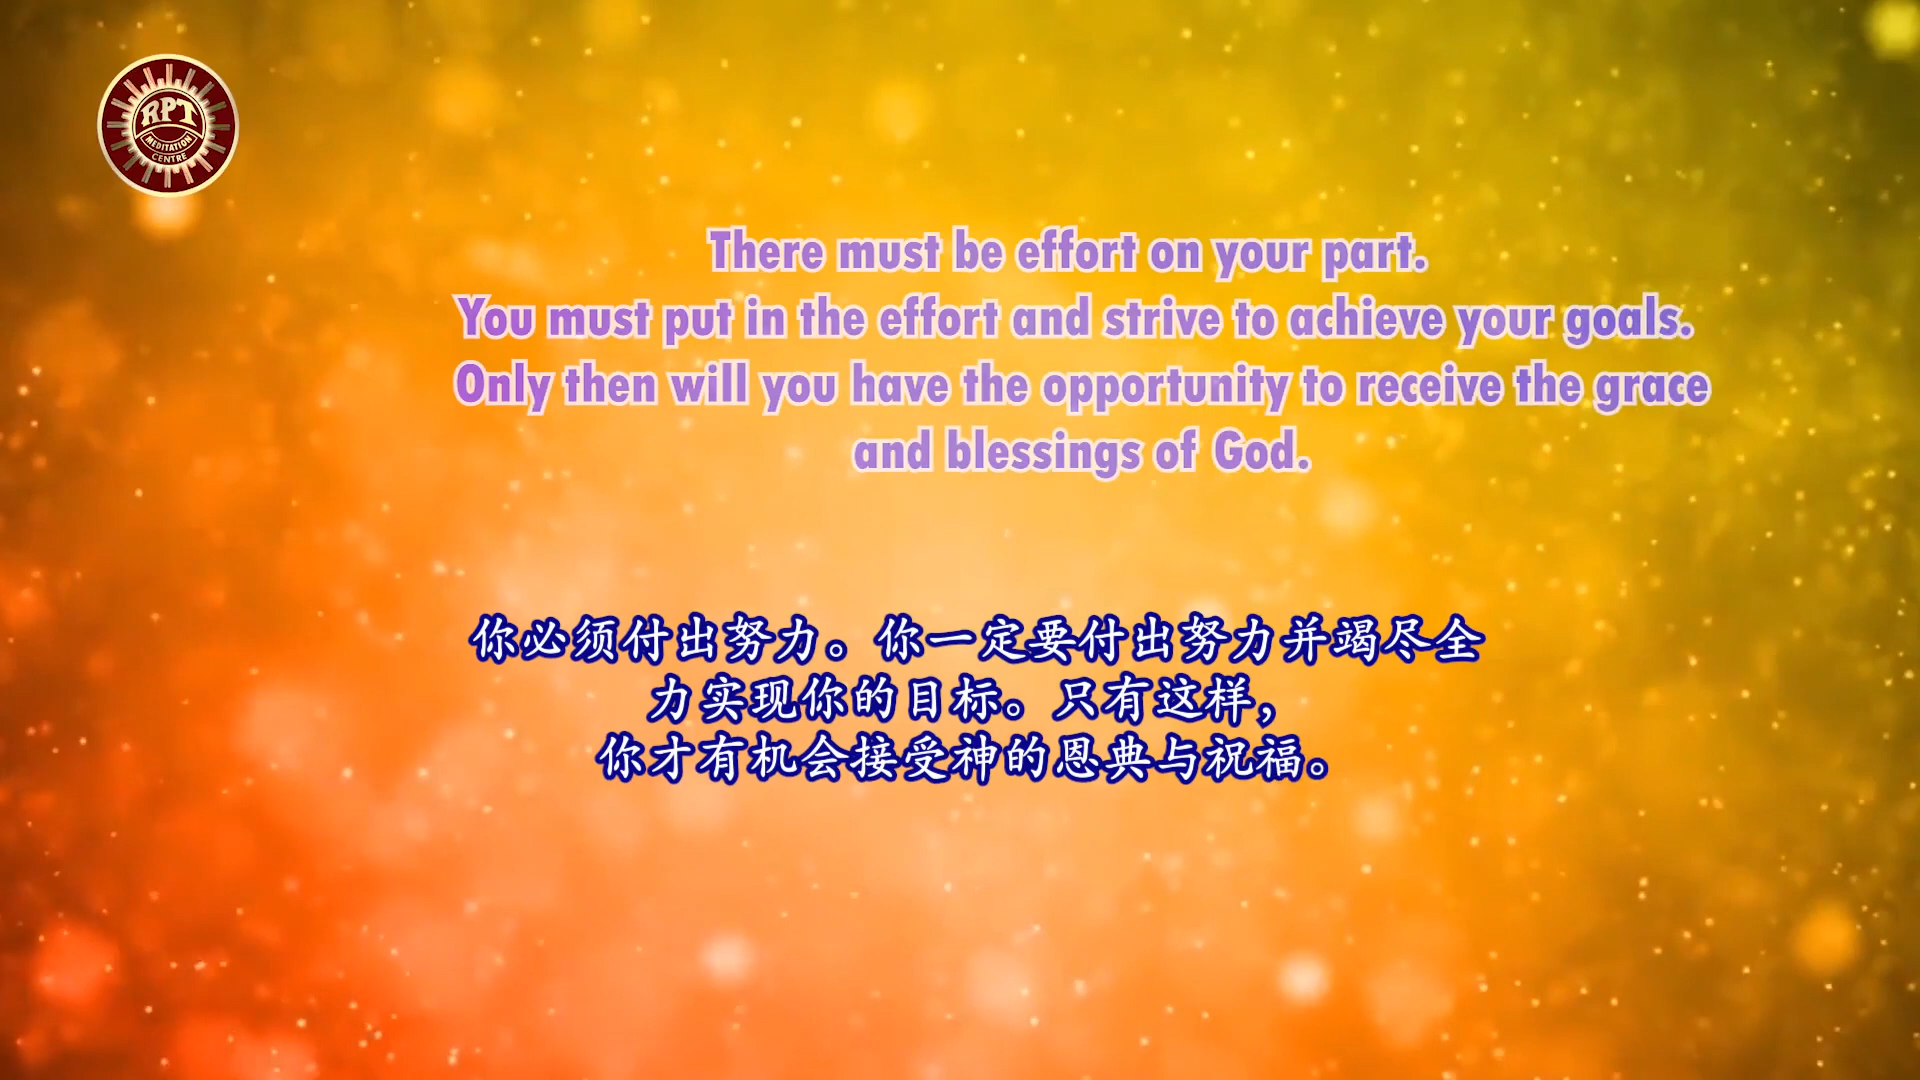 RPT
MEDITATION
CENTRE
There must be effort on your part.
You must put in the effort and strive to achieve your goals.
Only then will you have the opportunity to receive the grace
and blessings of God.
你必须付出努力。你一定要付出努力并竭尽全
力实现你的目标。只有这样，
你才有机会接受神的恩典与祝福。